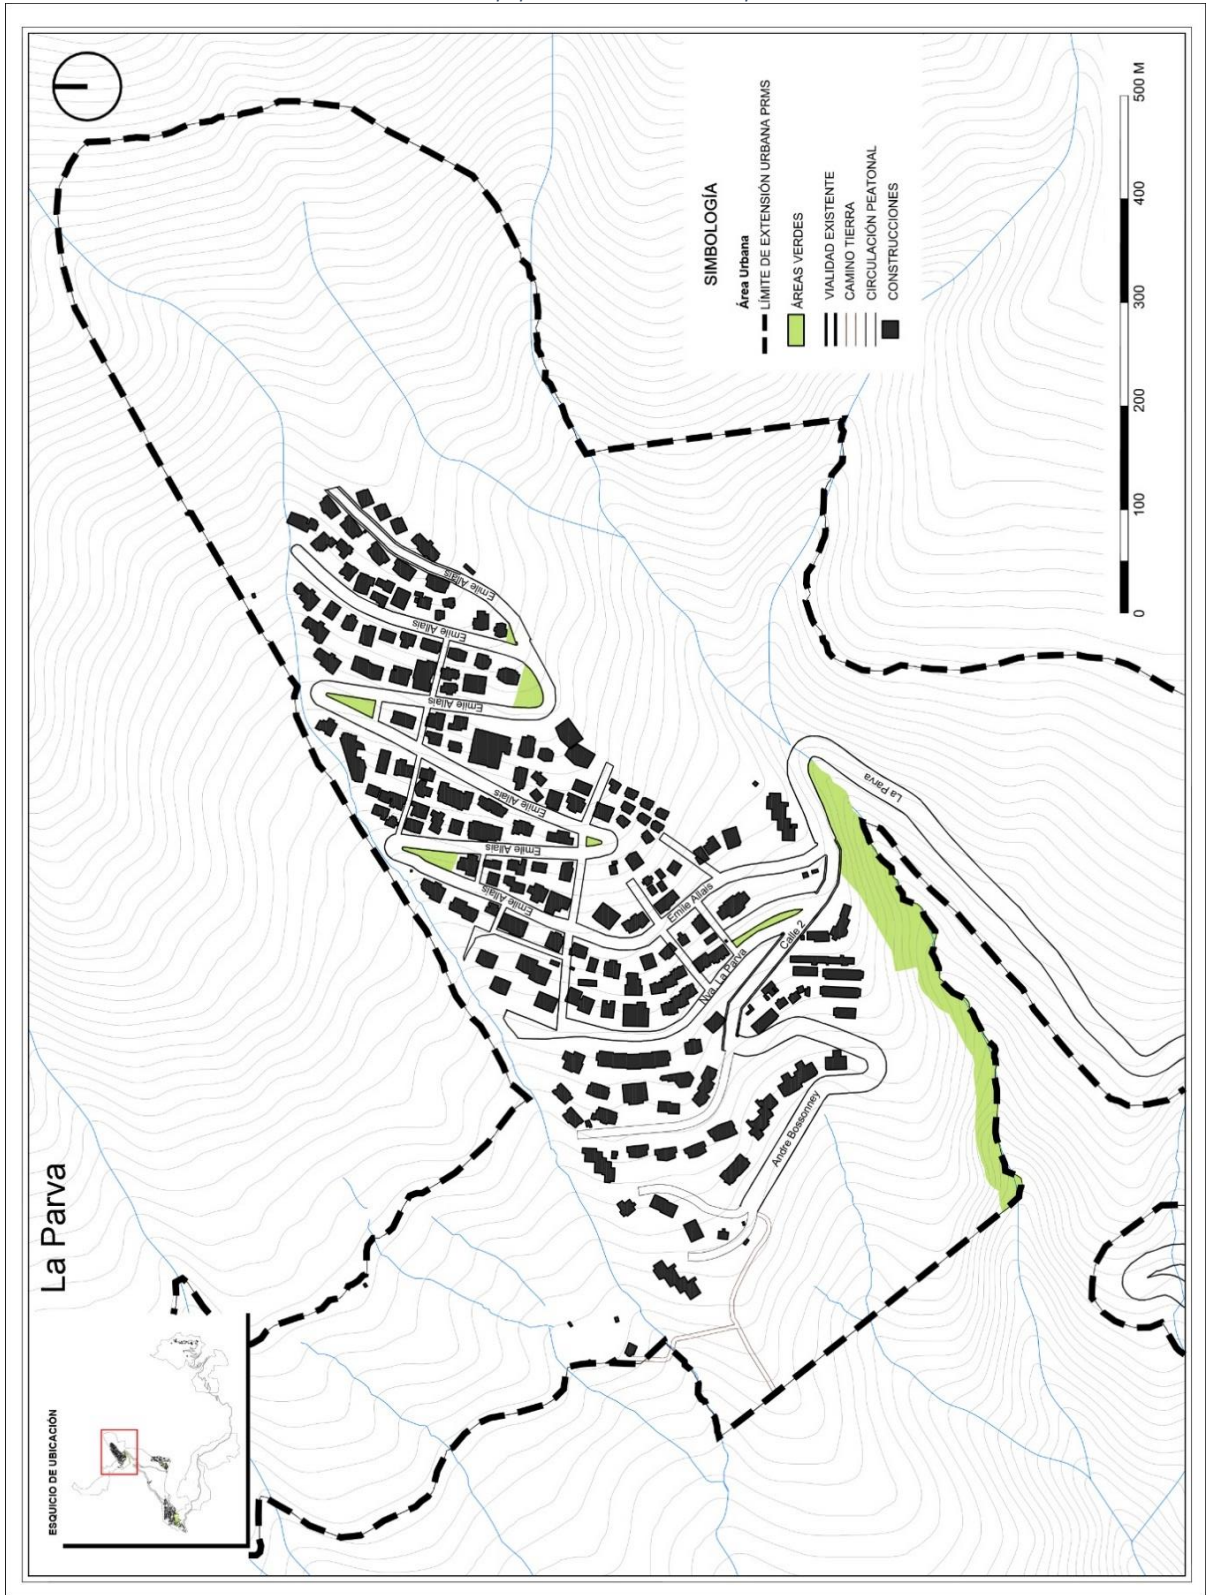 La Parva
ESQUICIO DE UBICACIÓN
SIMBOLOGÍA
Área Urbana
LÍMITE DE EXTENSIÓN URBANA PRMS
ÁREAS VERDES
VIALIDAD EXISTENTE
CAMINO TIERRA
CIRCULACIÓN PEATONAL
CONSTRUCCIONES
0 100 200 300 400 500 M
Emile Allais
Emile Allais
Emile Allais
Emile Allais
Emile Allais
Emile Allais
Emile Allais
Nva. La Parva
Calle 2
La Parva
Andre Bossonney